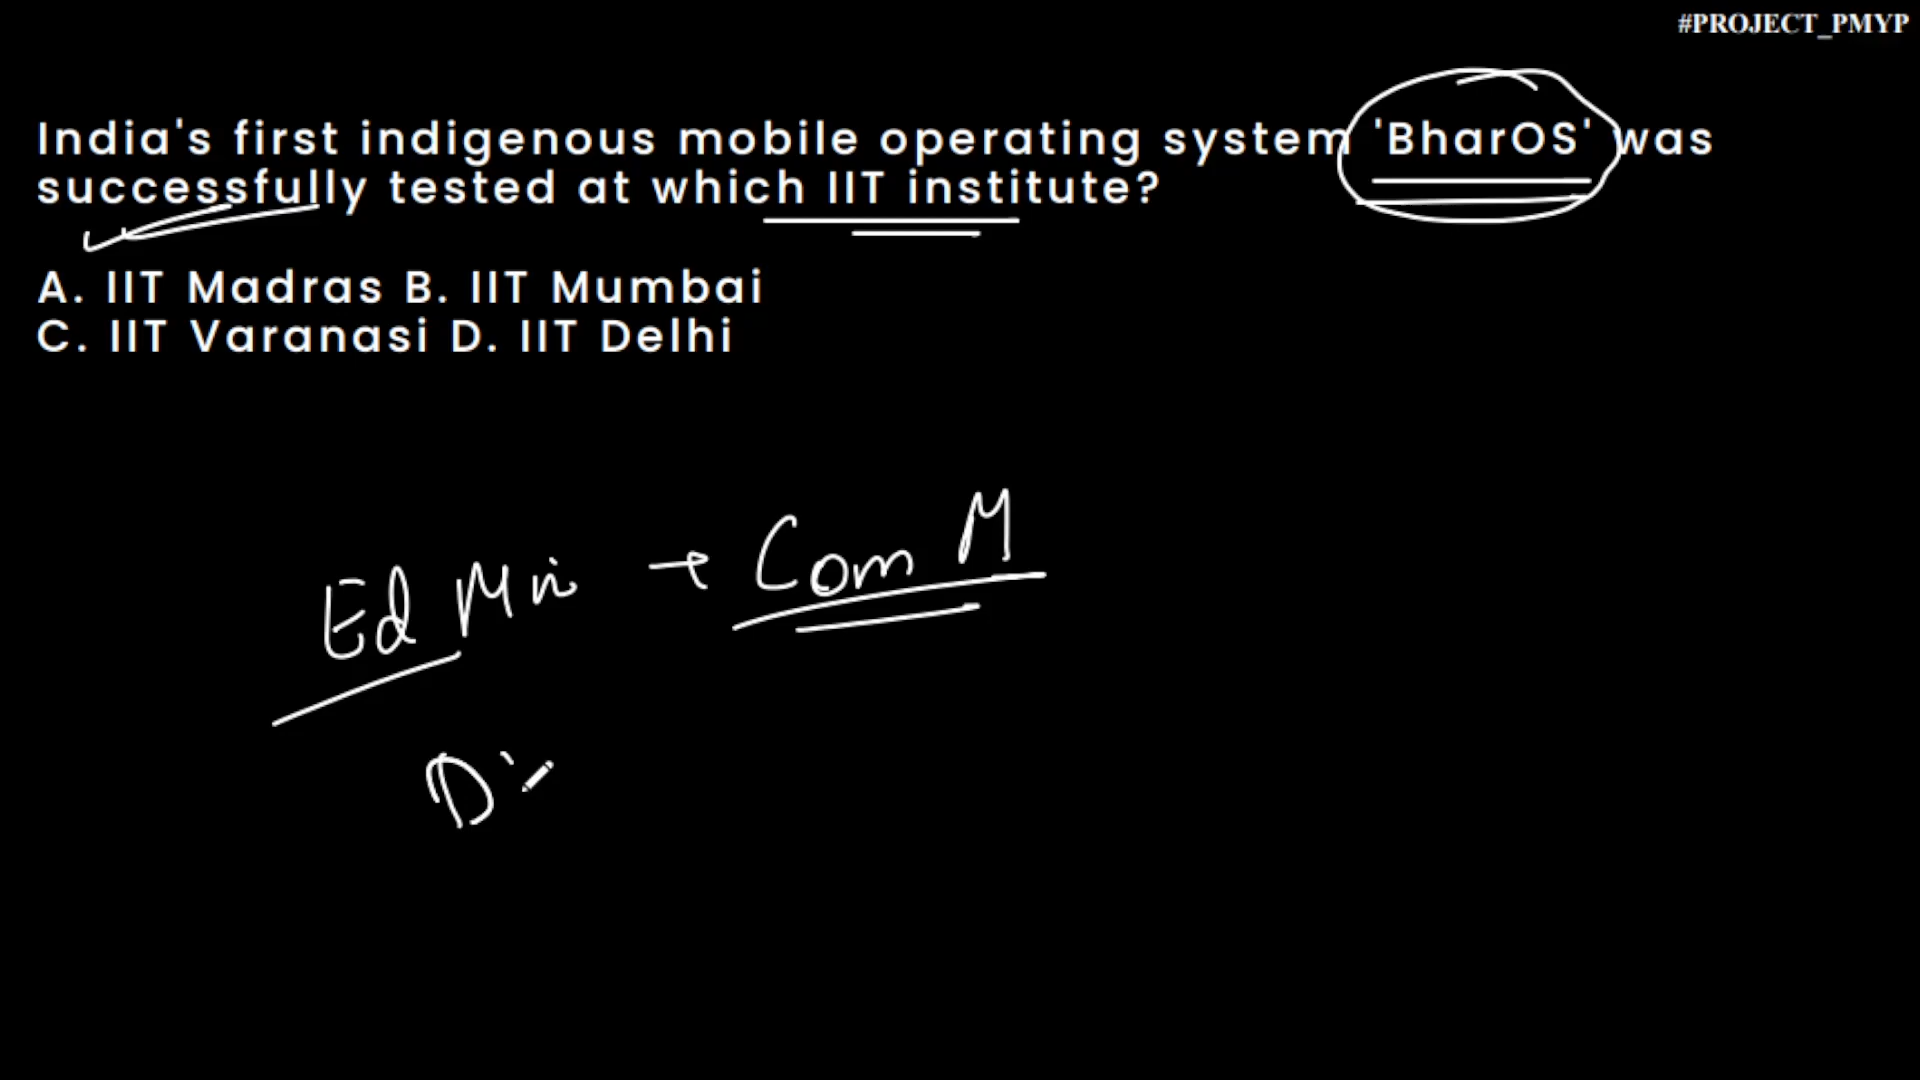 #PROJECT_PMYP
India's first indigenous mobile operating system 'BharOS' was
successfully tested at which IIT institute?
A. IIT Madras B. IIT Mumbai
C. IIT Varanasi D. IIT Delhi
Ed Min → Com M